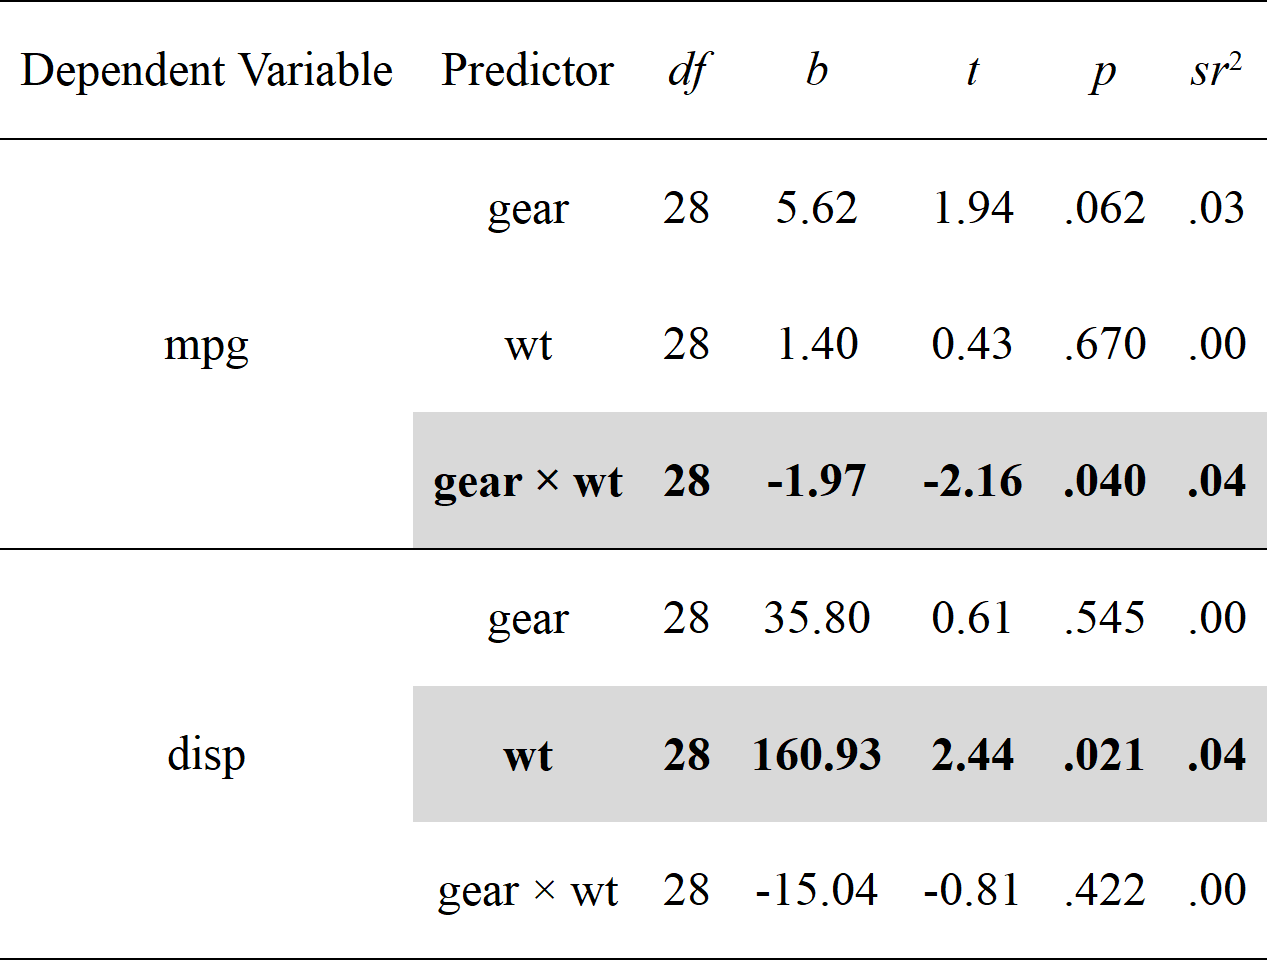 Dependent Variable Predictor df b t p sr²
gear 28 5.62 1.94 .062 .03
mpg wt 28 1.40 0.43 .670 .00
gear × wt 28 -1.97 -2.16 .040 .04
gear 28 35.80 0.61 .545 .00
disp wt 28 160.93 2.44 .021 .04
gear × wt 28 -15.04 -0.81 .422 .00